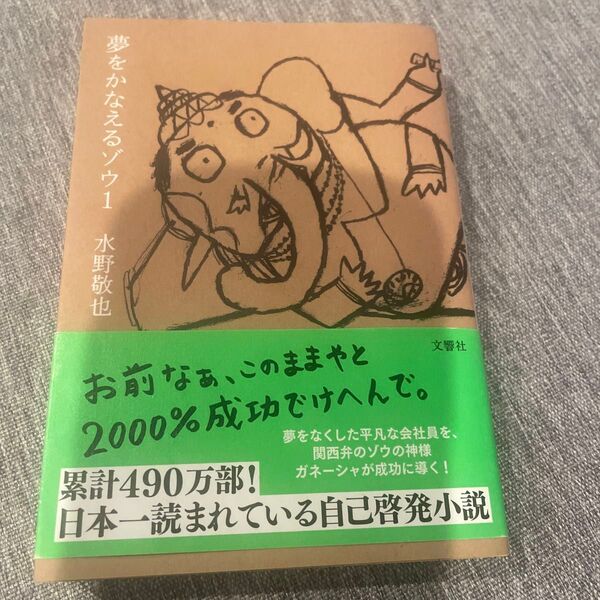 夢をかなえるゾウ1
水野敬也
文響社
お前なぁ、このままやと
2000%成功でけへんで。
夢をなくした平凡な会社員を、
関西弁のゾウの神様
ガネーシャが成功に導く！
累計490万部！
日本一読まれている自己啓発小説